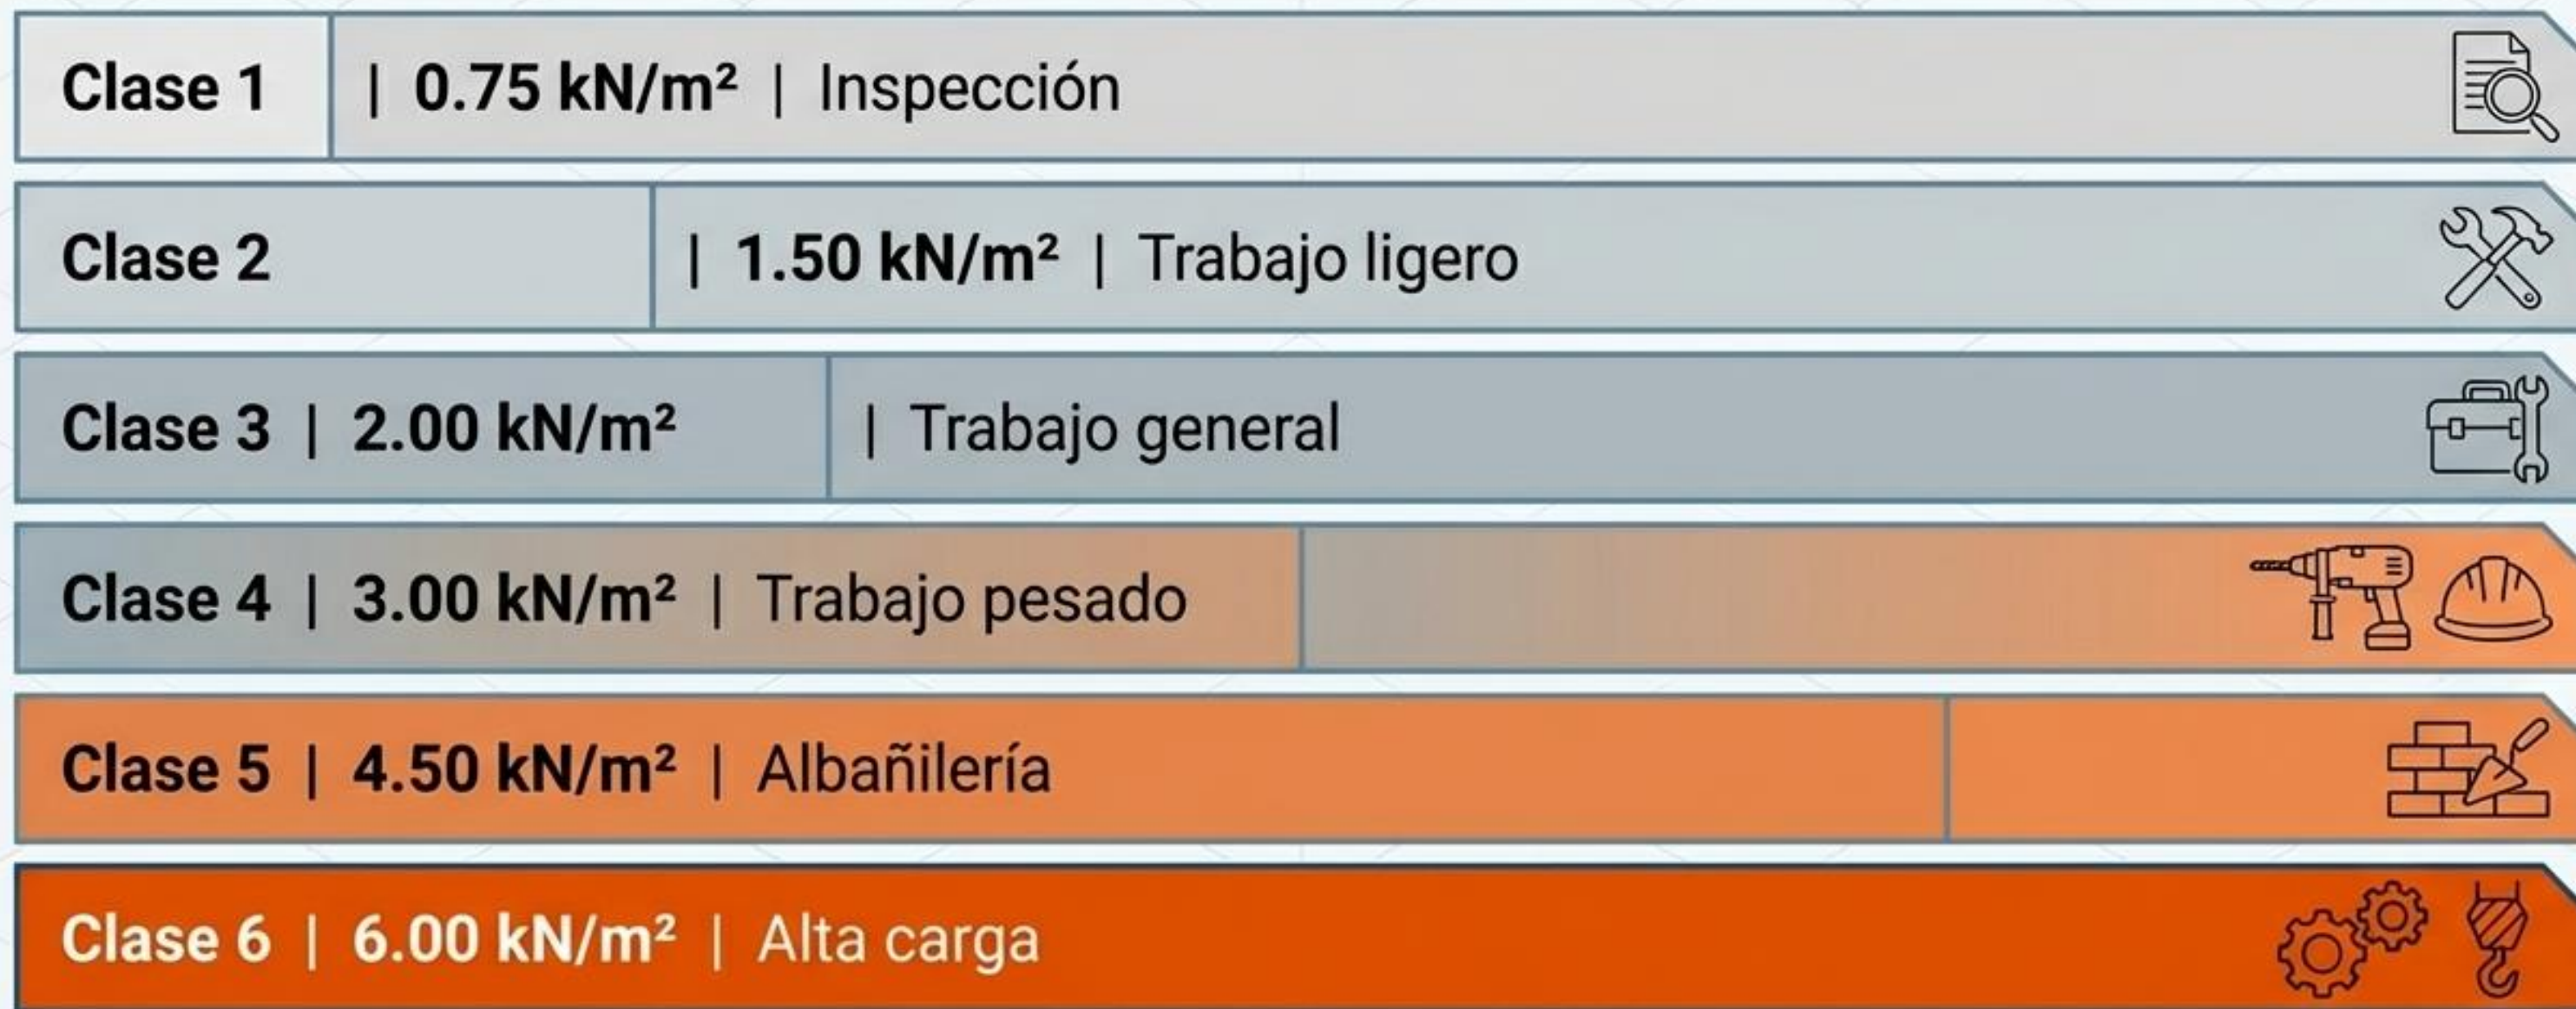 Clase 1 | 0.75 kN/m² | Inspección
Clase 2 | 1.50 kN/m² | Trabajo ligero
Clase 3 | 2.00 kN/m² | Trabajo general
Clase 4 | 3.00 kN/m² | Trabajo pesado
Clase 5 | 4.50 kN/m² | Albañilería
Clase 6 | 6.00 kN/m² | Alta carga